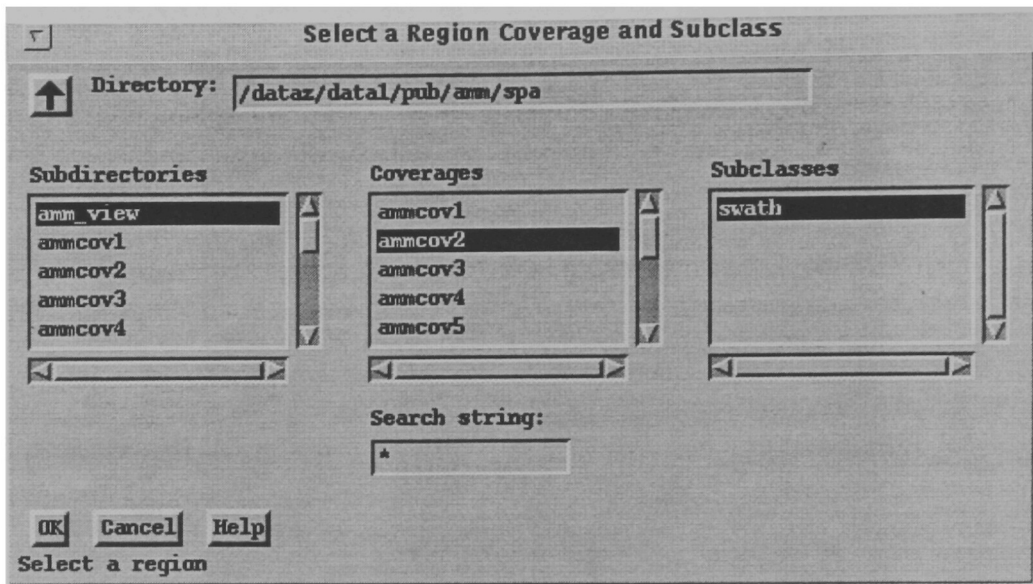 Select a Region Coverage and Subclass
Directory: /dataz/data1/pub/amm/spa
Subdirectories
amm_view
ammcov1
ammcov2
ammcov3
ammcov4
Coverages
ammcov1
ammcov2
ammcov3
ammcov4
ammcov5
Subclasses
swath
Search string:
*
OK Cancel Help
Select a region